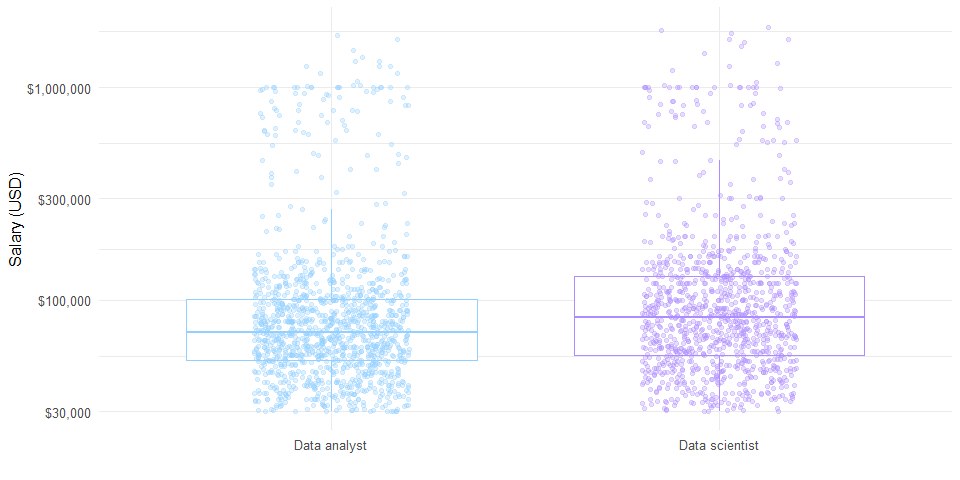 Salary (USD)
$1,000,000
$300,000
$100,000
$30,000
Data analyst
Data scientist